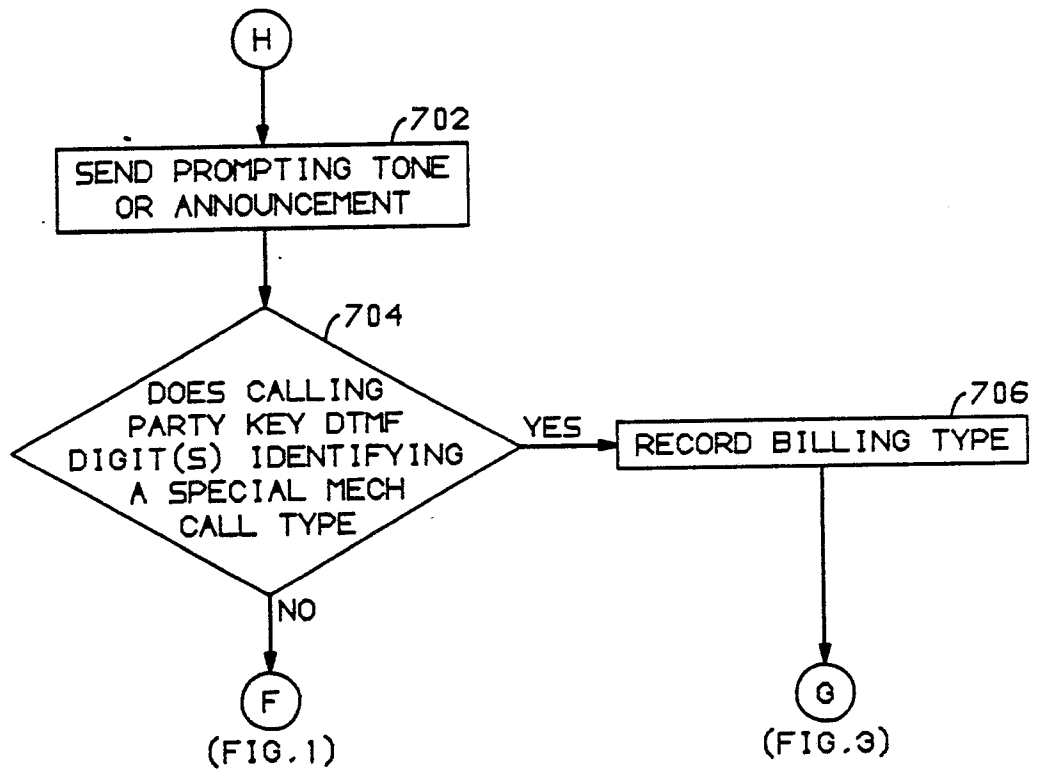 H
702
SEND PROMPTING TONE
OR ANNOUNCEMENT
704
DOES CALLING
PARTY KEY DTMF
DIGIT(S) IDENTIFYING
A SPECIAL MECH
CALL TYPE
YES
706
RECORD BILLING TYPE
NO
F
(FIG.1)
G
(FIG.3)